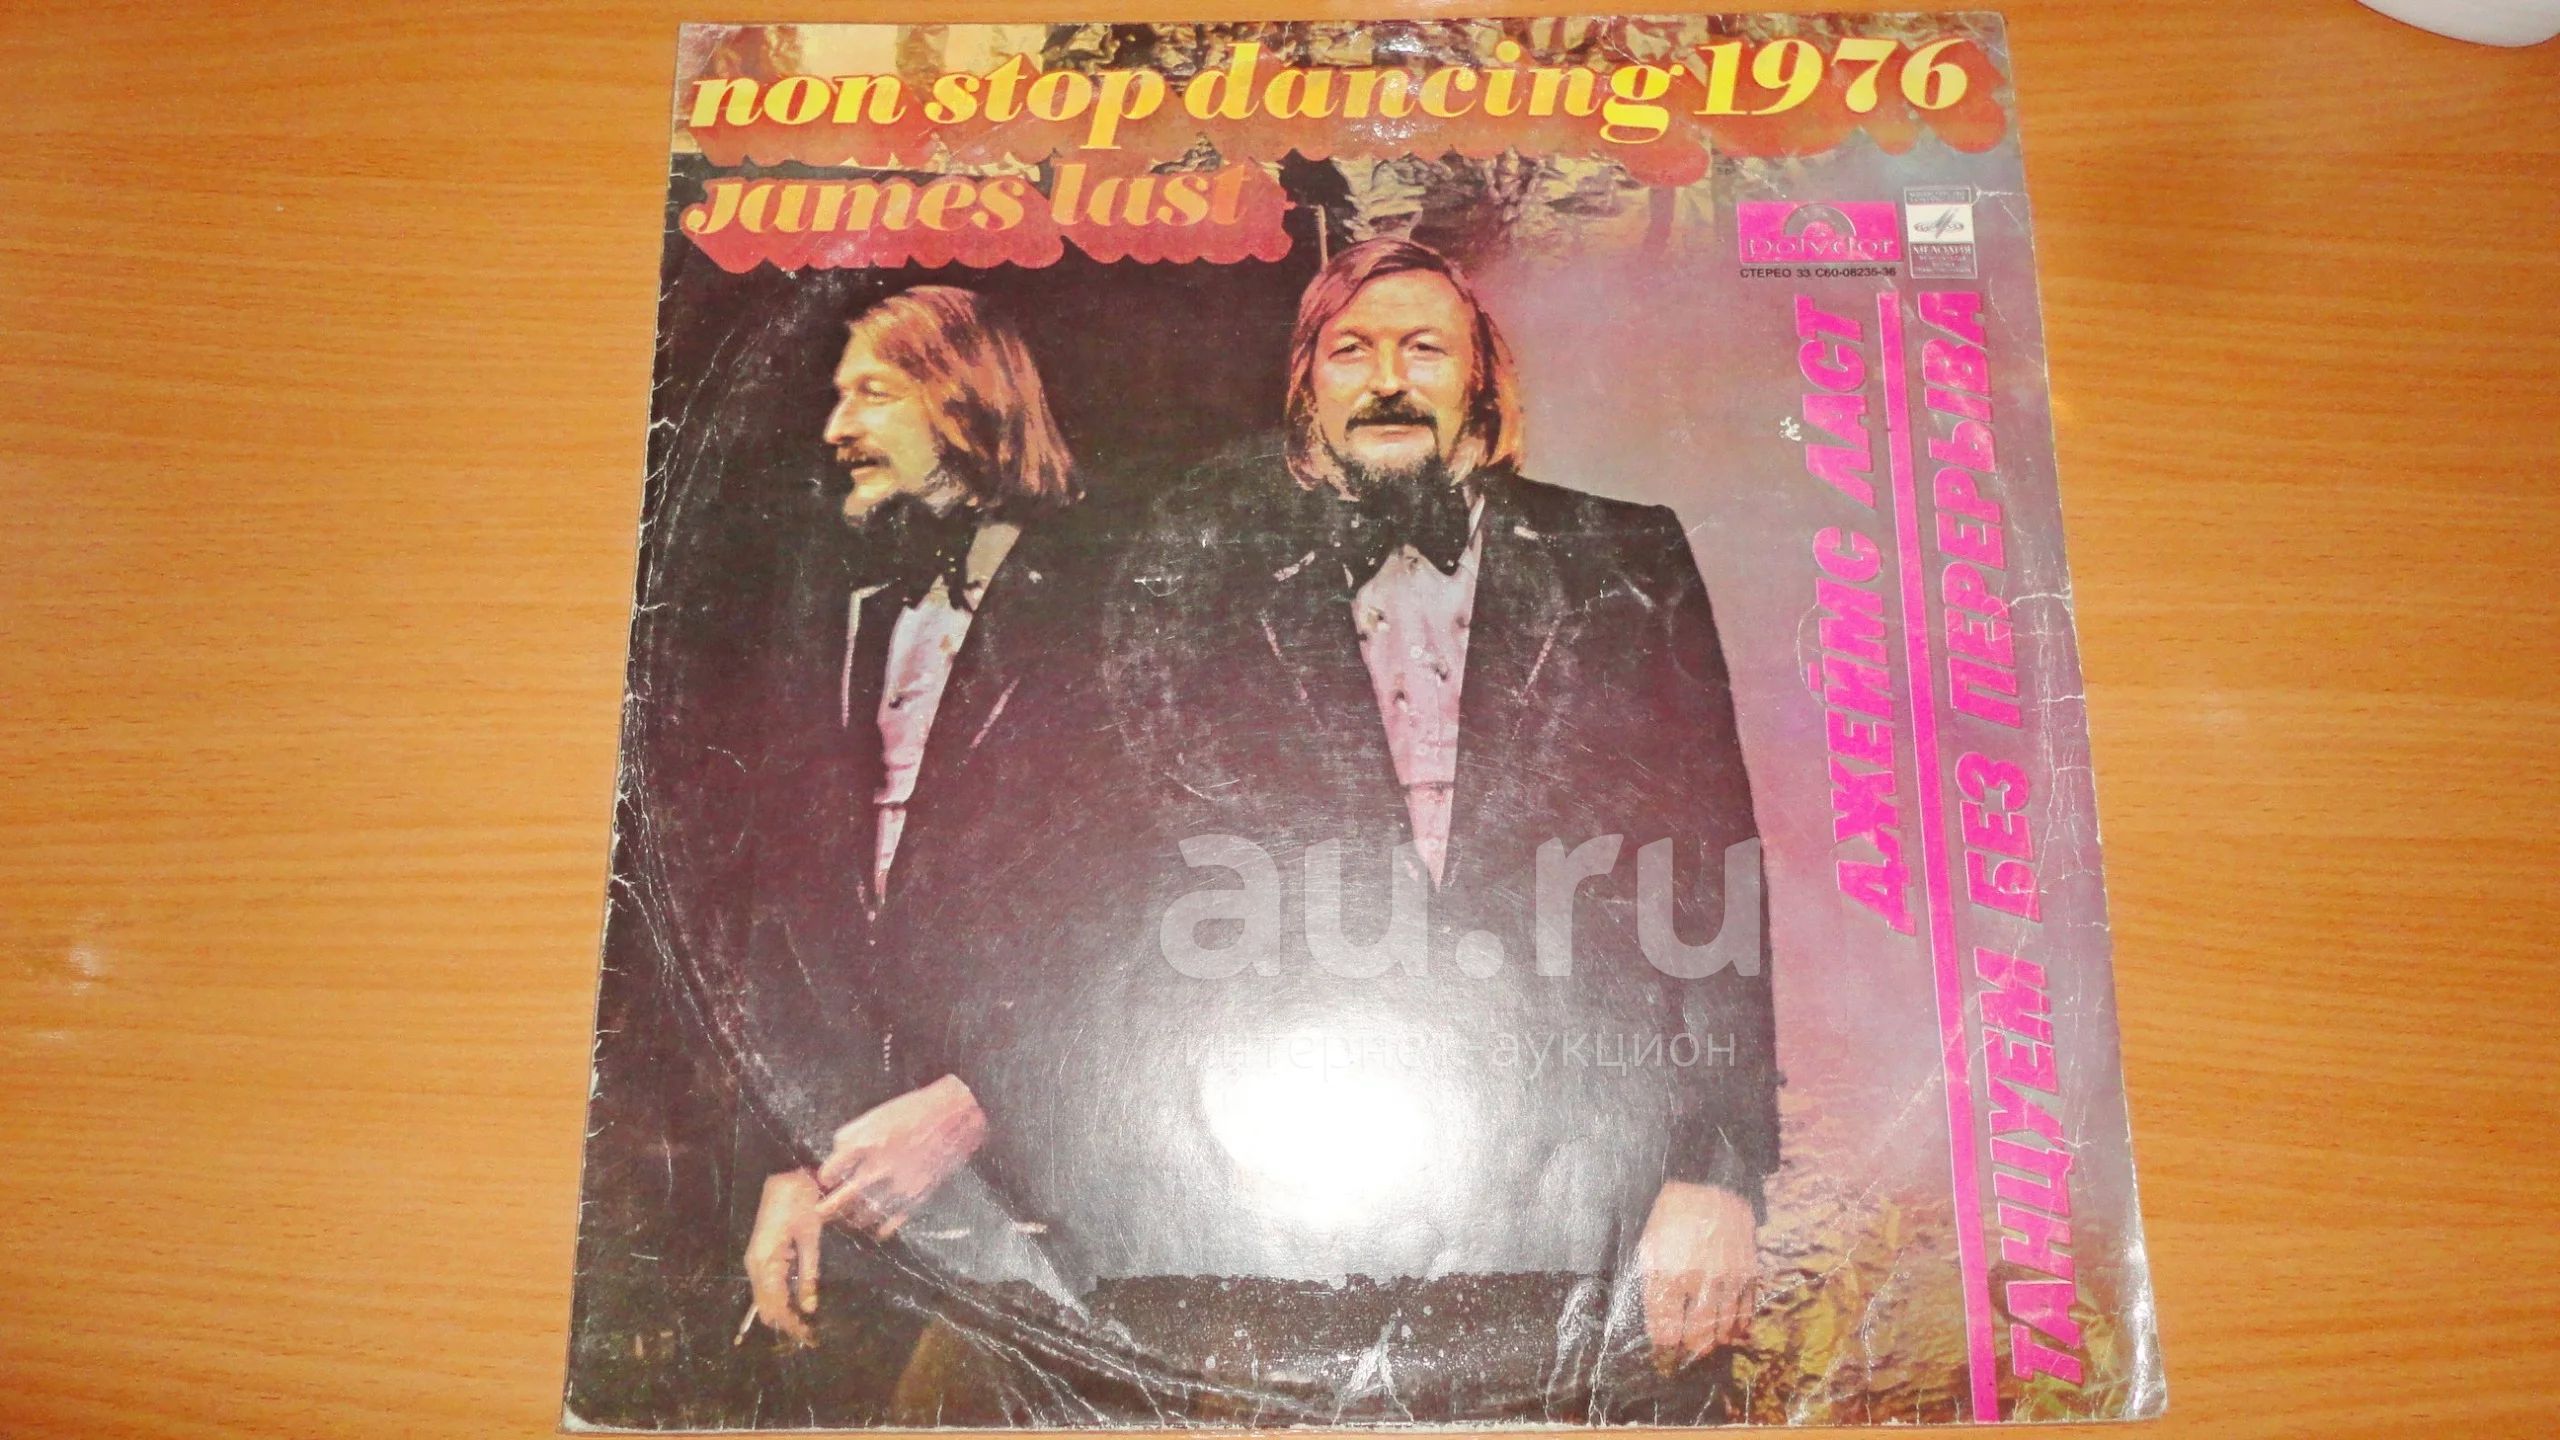 non stop dancing 1976
James last
Polydor
МЕЛОДИЯ
СТЕРЕО 33 С60-08235-36
ДЖЕЙМС ЛАСТ
ТАНЦУЕМ БЕЗ ПЕРЕРЫВА
au.ru
интернет-аукцион